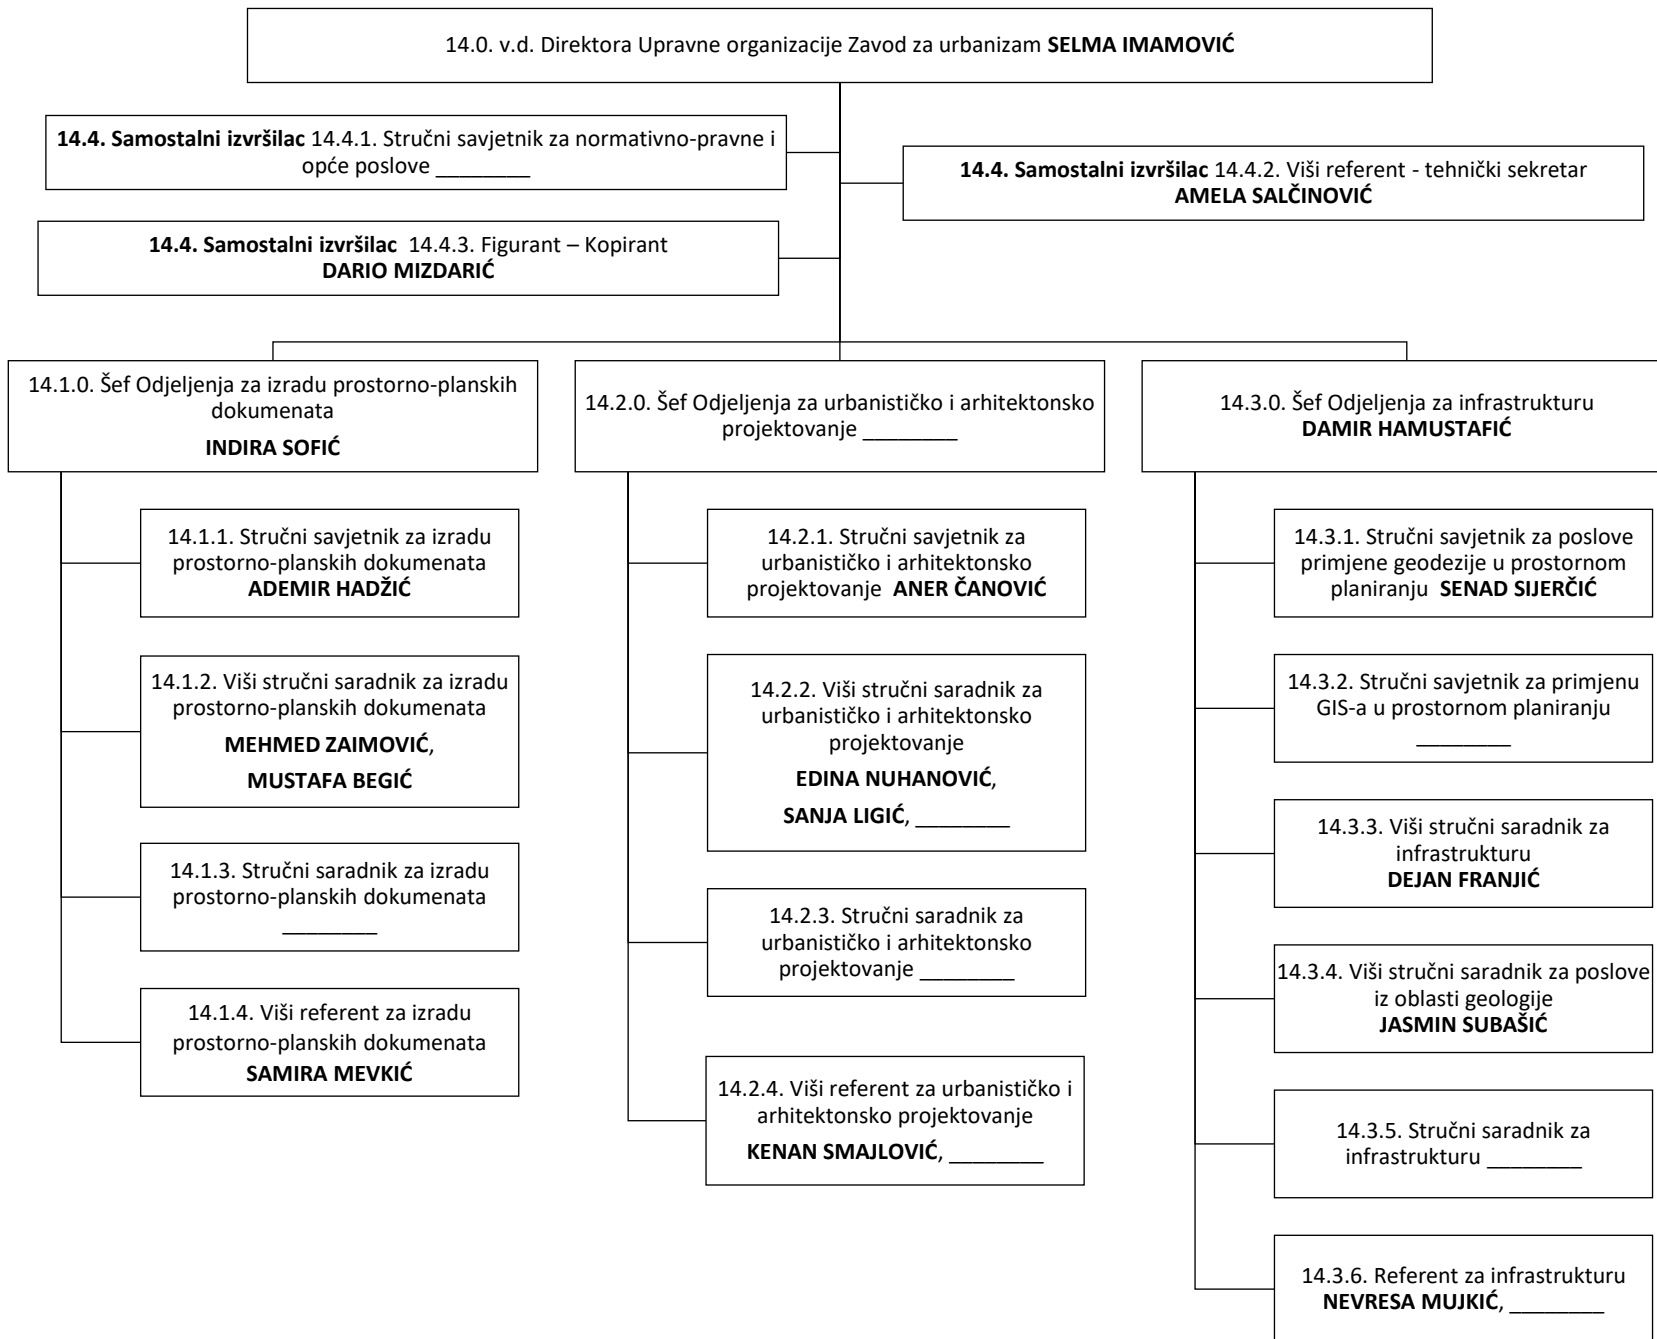 14.0. v.d. Direktora Upravne organizacije Zavod za urbanizam SELMA IMAMOVIĆ
14.4. Samostalni izvršilac 14.4.1. Stručni savjetnik za normativno-pravne i
opće poslove ________
14.4. Samostalni izvršilac 14.4.2. Viši referent - tehnički sekretar
AMELA SALČINOVIĆ
14.4. Samostalni izvršilac 14.4.3. Figurant – Kopirant
DARIO MIZDARIĆ
14.1.0. Šef Odjeljenja za izradu prostorno-planskih
dokumenata
INDIRA SOFIĆ
14.1.1. Stručni savjetnik za izradu
prostorno-planskih dokumenata
ADEMIR HADŽIĆ
14.1.2. Viši stručni saradnik za izradu
prostorno-planskih dokumenata
MEHMED ZAIMOVIĆ,
MUSTAFA BEGIĆ
14.1.3. Stručni saradnik za izradu
prostorno-planskih dokumenata
________
14.1.4. Viši referent za izradu
prostorno-planskih dokumenata
SAMIRA MEVKIĆ
14.2.0. Šef Odjeljenja za urbanističko i arhitektonsko
projektovanje ________
14.2.1. Stručni savjetnik za
urbanističko i arhitektonsko
projektovanje ANER ČANOVIĆ
14.2.2. Viši stručni saradnik za
urbanističko i arhitektonsko
projektovanje
EDINA NUHANOVIĆ,
SANJA LIGIĆ, ________
14.2.3. Stručni saradnik za
urbanističko i arhitektonsko
projektovanje ________
14.2.4. Viši referent za urbanističko i
arhitektonsko projektovanje
KENAN SMAJLOVIĆ, ________
14.3.0. Šef Odjeljenja za infrastrukturu
DAMIR HAMUSTAFIĆ
14.3.1. Stručni savjetnik za poslove
primjene geodezije u prostornom
planiranju SENAD SIJERČIĆ
14.3.2. Stručni savjetnik za primjenu
GIS-a u prostornom planiranju
________
14.3.3. Viši stručni saradnik za
infrastrukturu
DEJAN FRANJIĆ
14.3.4. Viši stručni saradnik za poslove
iz oblasti geologije
JASMIN SUBAŠIĆ
14.3.5. Stručni saradnik za
infrastrukturu ________
14.3.6. Referent za infrastrukturu
NEVRESA MUJKIĆ, ________